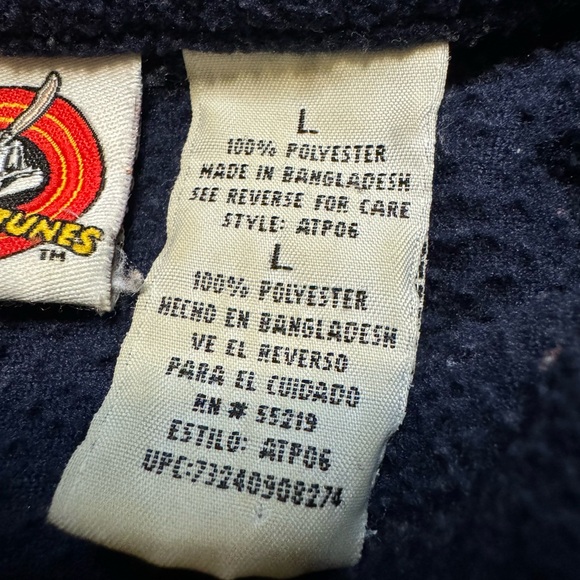 TUNES
TM
L
100% POLYESTER
MADE IN BANGLADESH
SEE REVERSE FOR CARE
STYLE: ATP06
L
100% POLYESTER
HECHO EN BANGLADESH
VE EL REVERSO
PARA EL CUIDADO
RN # 55219
ESTILO: ATP06
UPC:73240908274